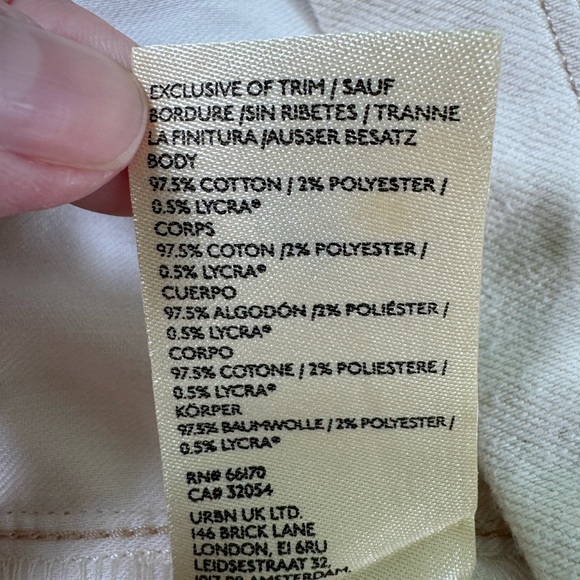 EXCLUSIVE OF TRIM / SAUF
BORDURE /SIN RIBETES / TRANNE
LA FINITURA /AUSSER BESATZ
BODY
97.5% COTTON / 2% POLYESTER /
0.5% LYCRA®
CORPS
97.5% COTON /2% POLYESTER /
0.5% LYCRA®
CUERPO
97.5% ALGODÓN /2% POLIÉSTER /
0.5% LYCRA®
CORPO
97.5% COTONE / 2% POLIESTERE /
0.5% LYCRA®
KÖRPER
97.5% BAUMWOLLE / 2% POLYESTER /
0.5% LYCRA®
RN# 66170
CA# 32054
URBN UK LTD.
146 BRICK LANE
LONDON, E1 6RU
LEIDSESTRAAT 32,
AMSTERDAM,